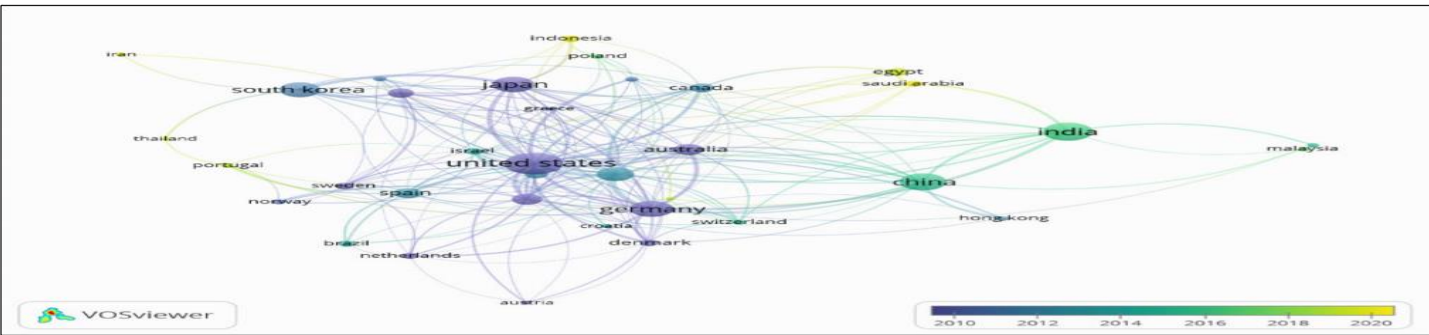 indonesia
iran
poland
egypt
japan
saudi arabia
south korea
canada
greece
india
thailand
israel
australia
malaysia
united states
portugal
china
sweden
spain
norway
germany
hong kong
switzerland
croatia
brazil
denmark
netherlands
austria
VOSviewer
2010 2012 2014 2016 2018 2020